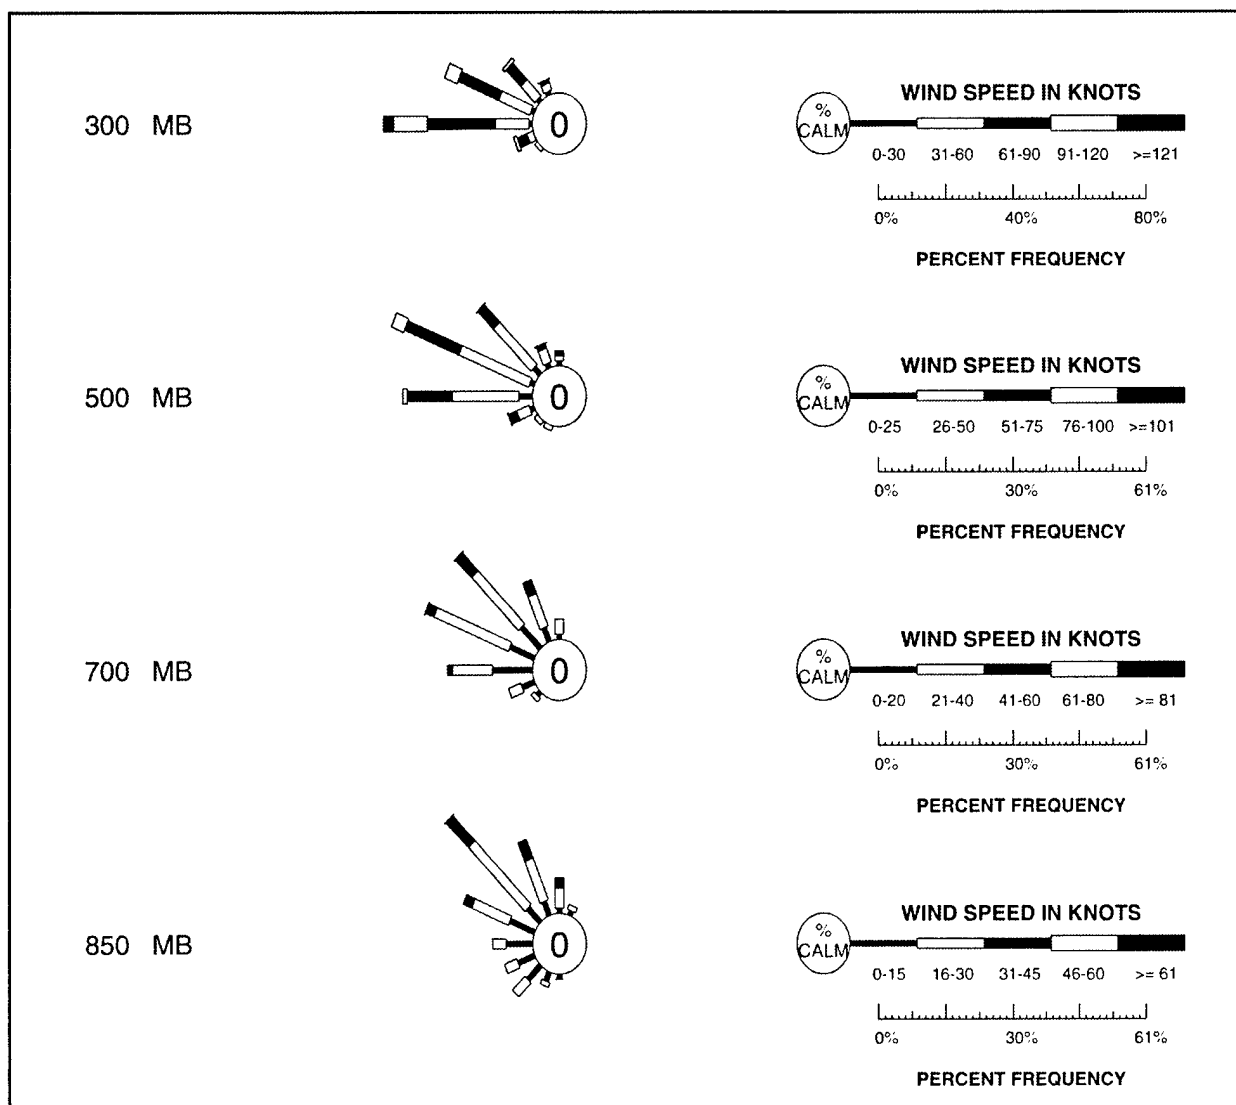 WIND SPEED IN KNOTS
300 MB
0
%
CALM
0-30 31-60 61-90 91-120 >=121
0% 40% 80%
PERCENT FREQUENCY
WIND SPEED IN KNOTS
500 MB
0
%
CALM
0-25 26-50 51-75 76-100 >=101
0% 30% 61%
PERCENT FREQUENCY
WIND SPEED IN KNOTS
700 MB
0
%
CALM
0-20 21-40 41-60 61-80 >= 81
0% 30% 61%
PERCENT FREQUENCY
WIND SPEED IN KNOTS
850 MB
0
%
CALM
0-15 16-30 31-45 46-60 >= 61
0% 30% 61%
PERCENT FREQUENCY